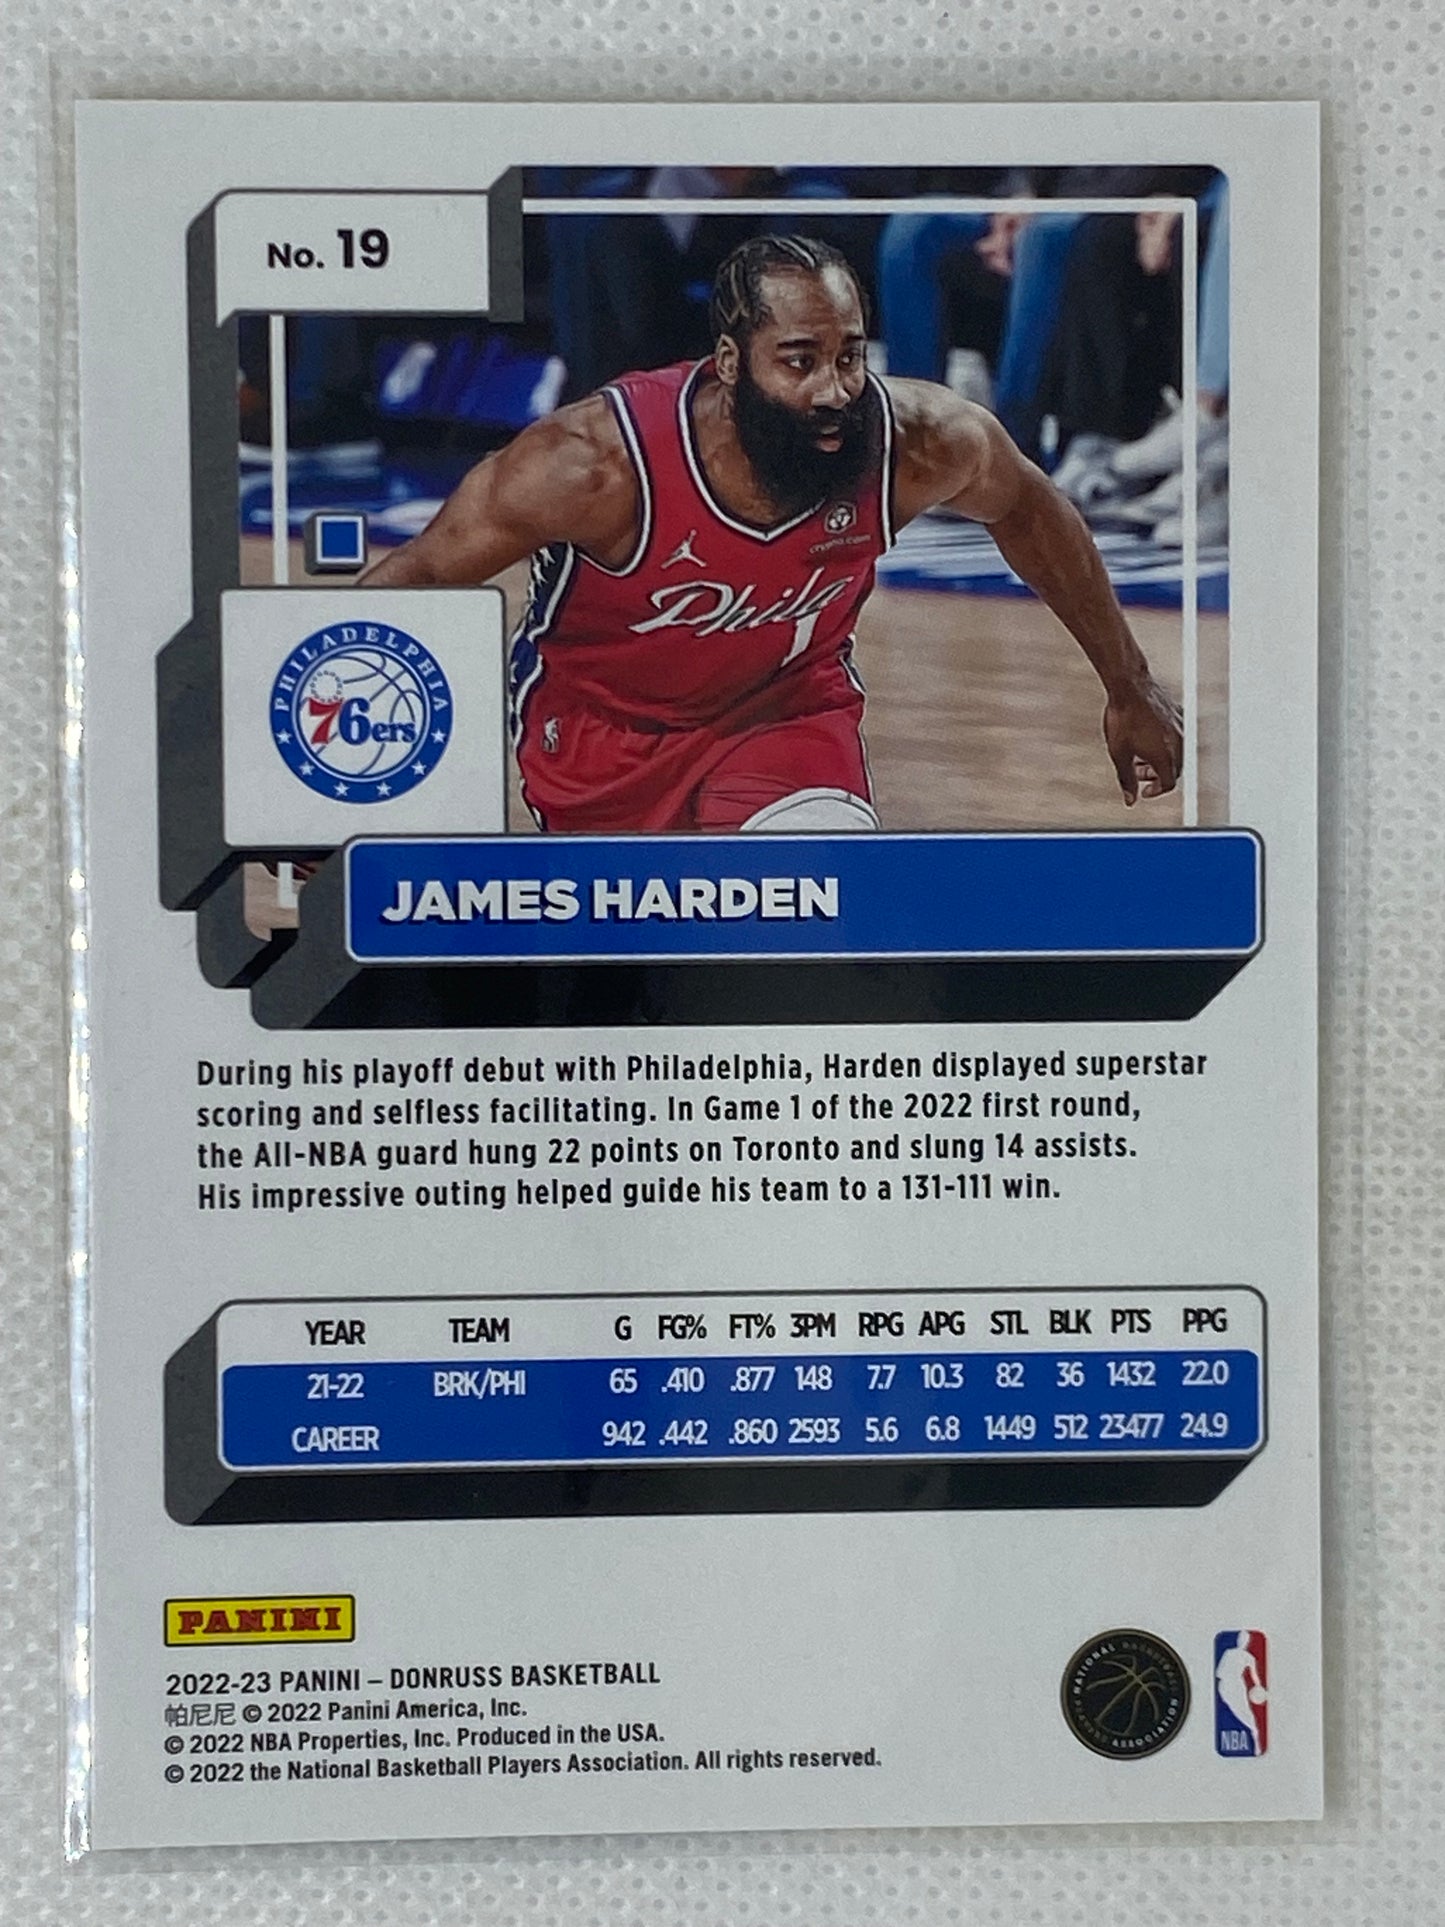 No. 19
crypto.com
Phila
1
PHILADELPHIA
76ers
JAMES HARDEN
During his playoff debut with Philadelphia, Harden displayed superstar
scoring and selfless facilitating. In Game 1 of the 2022 first round,
the All-NBA guard hung 22 points on Toronto and slung 14 assists.
His impressive outing helped guide his team to a 131-111 win.
YEAR TEAM G FG% FT% 3PM RPG APG STL BLK PTS PPG
21-22 BRK/PHI 65 .410 .877 148 7.7 10.3 82 36 1432 22.0
CAREER 942 .442 .860 2593 5.6 6.8 1449 512 23477 24.9
PANINI
2022-23 PANINI – DONRUSS BASKETBALL
帕尼尼 © 2022 Panini America, Inc.
© 2022 NBA Properties, Inc. Produced in the USA.
© 2022 the National Basketball Players Association. All rights reserved.
NATIONAL BASKETBALL PLAYERS ASSOCIATION
NBA